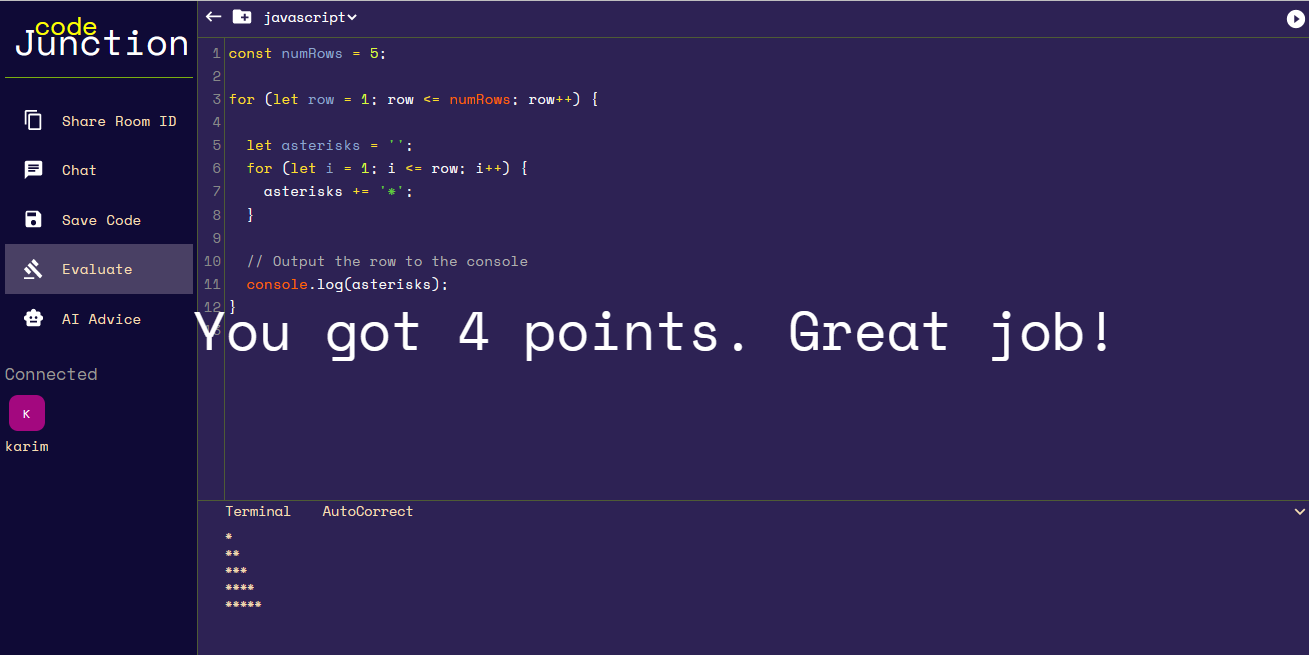 code
Junction
Share Room ID
Chat
Save Code
Evaluate
AI Advice
Connected
K
karim
javascript
1 const numRows = 5;
2
3 for (let row = 1; row <= numRows; row++) {
4
5   let asterisks = '';
6   for (let i = 1; i <= row; i++) {
7     asterisks += '*';
8   }
9
10   // Output the row to the console
11   console.log(asterisks);
12 }
13
You got 4 points. Great job!
Terminal AutoCorrect
*
**
***
****
*****